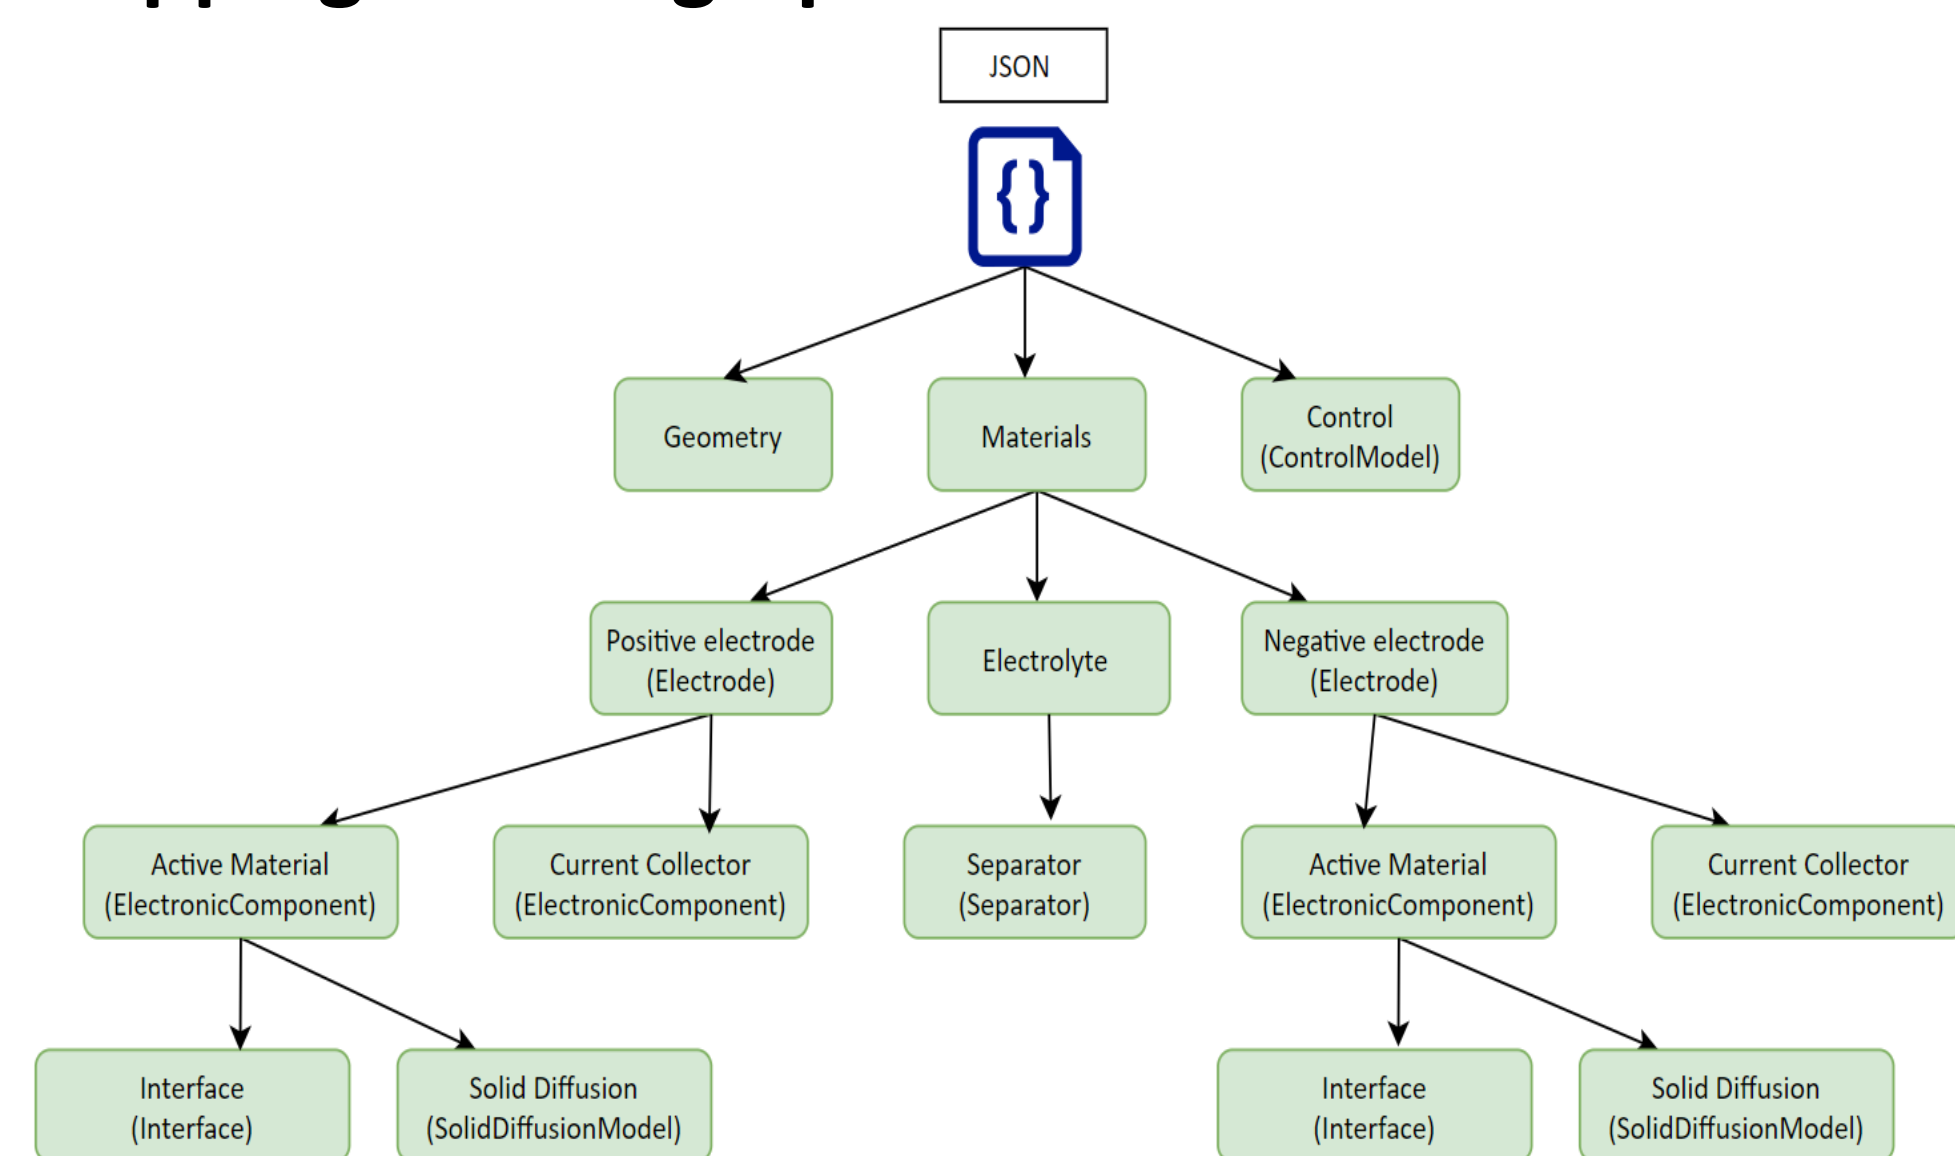 JSON
{}
Geometry
Materials
Control
(ControlModel)
Positive electrode
(Electrode)
Electrolyte
Negative electrode
(Electrode)
Active Material
(ElectronicComponent)
Current Collector
(ElectronicComponent)
Separator
(Separator)
Active Material
(ElectronicComponent)
Current Collector
(ElectronicComponent)
Interface
(Interface)
Solid Diffusion
(SolidDiffusionModel)
Interface
(Interface)
Solid Diffusion
(SolidDiffusionModel)